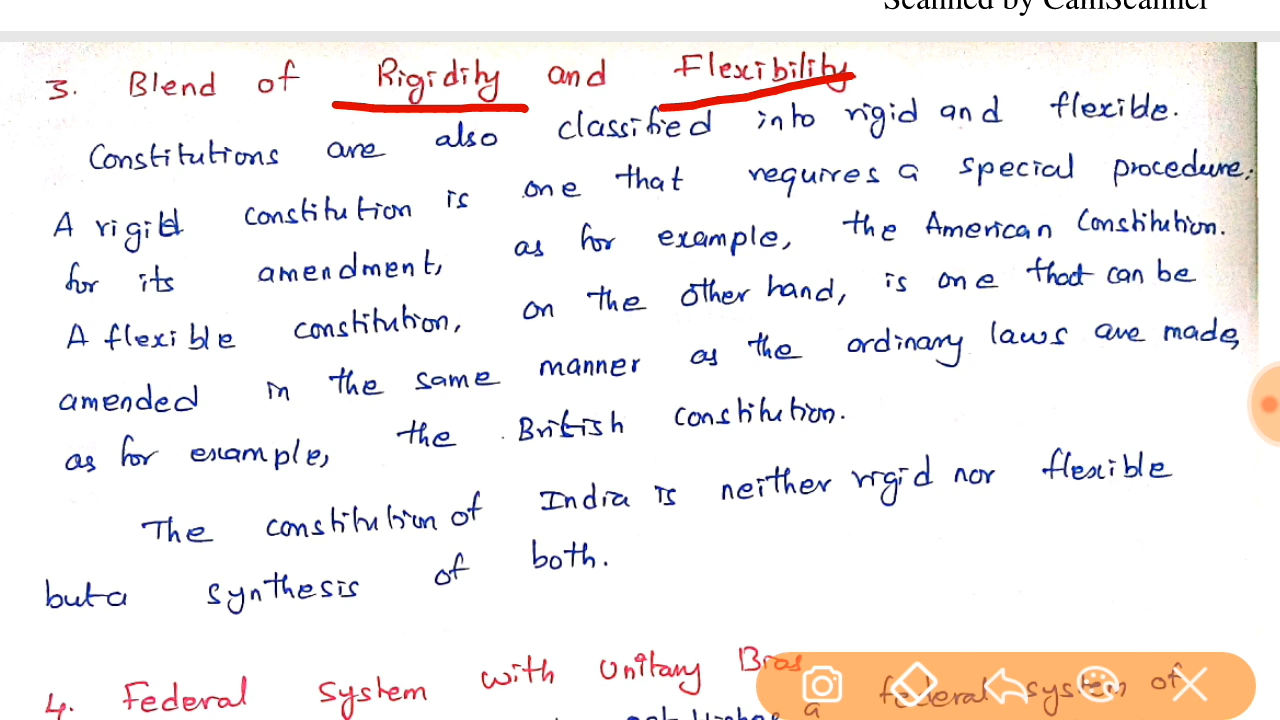 Scanned by CamScanner
3. Blend of Rigidity and Flexibility
Constitutions are also classified into rigid and flexible.
A rigid constitution is one that requires a special procedure.
for its amendment, as for example, the American Constitution.
A flexible constitution, on the other hand, is one that can be
amended in the same manner as the ordinary laws are made,
as for example, the British constitution.
The constitution of India is neither rigid nor flexible
but a synthesis of both.
4. Federal System with Unitary Bias
federal system of
a